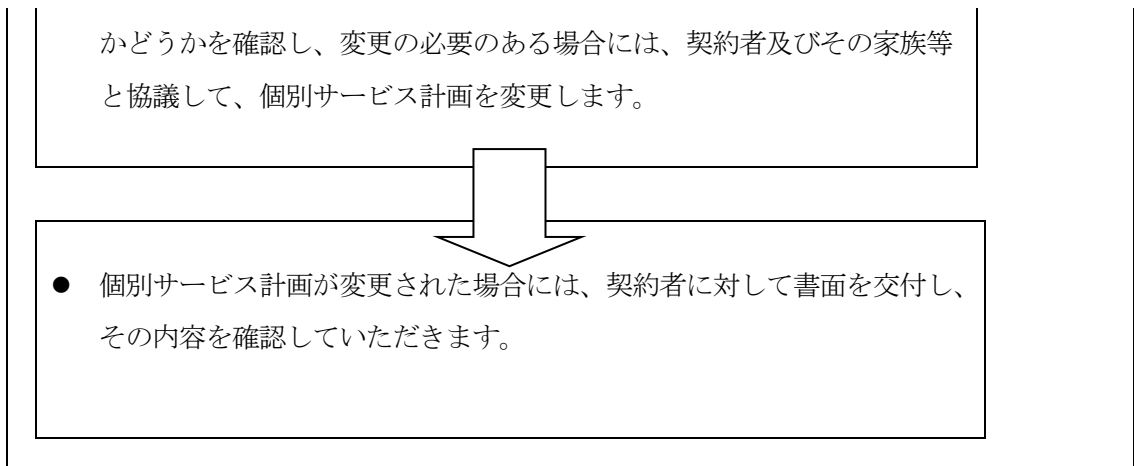 かどうかを確認し、変更の必要のある場合には、契約者及びその家族等
と協議して、個別サービス計画を変更します。
● 個別サービス計画が変更された場合には、契約者に対して書面を交付し、
その内容を確認していただきます。